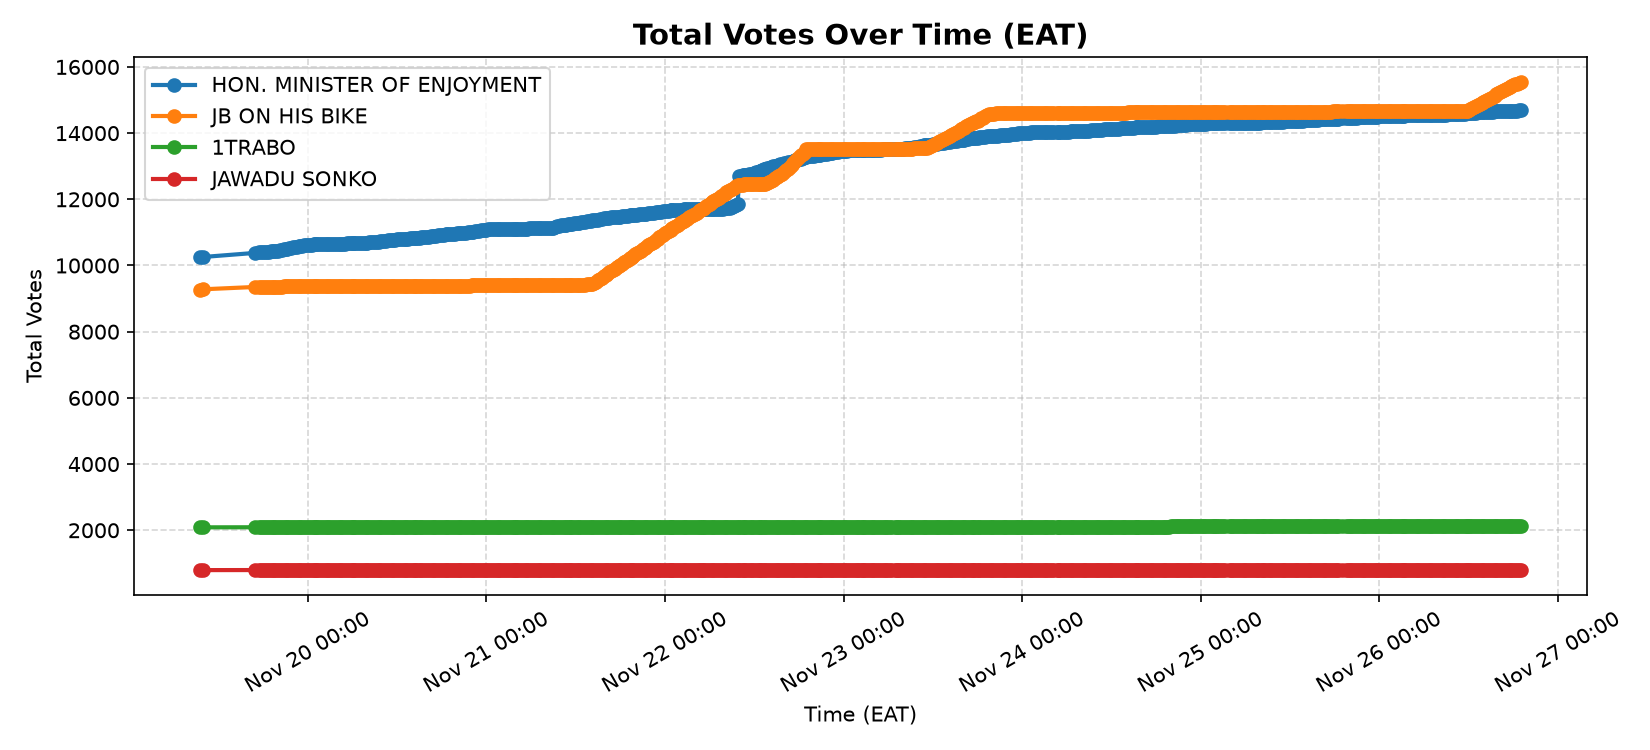 Total Votes Over Time (EAT)
HON. MINISTER OF ENJOYMENT
JB ON HIS BIKE
1TRABO
JAWADU SONKO
Total Votes
16000
14000
12000
10000
8000
6000
4000
2000
Nov 20 00:00
Nov 21 00:00
Nov 22 00:00
Nov 23 00:00
Nov 24 00:00
Nov 25 00:00
Nov 26 00:00
Nov 27 00:00
Time (EAT)